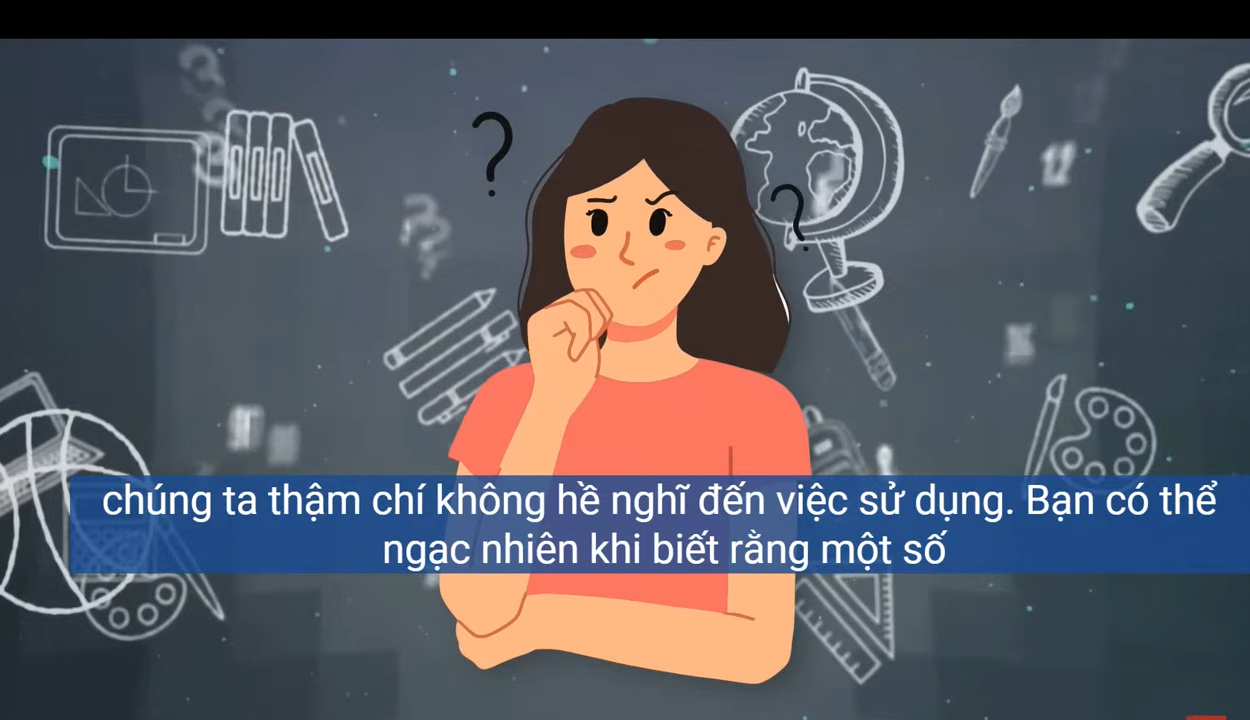 chúng ta thậm chí không hề nghĩ đến việc sử dụng. Bạn có thể
ngạc nhiên khi biết rằng một số